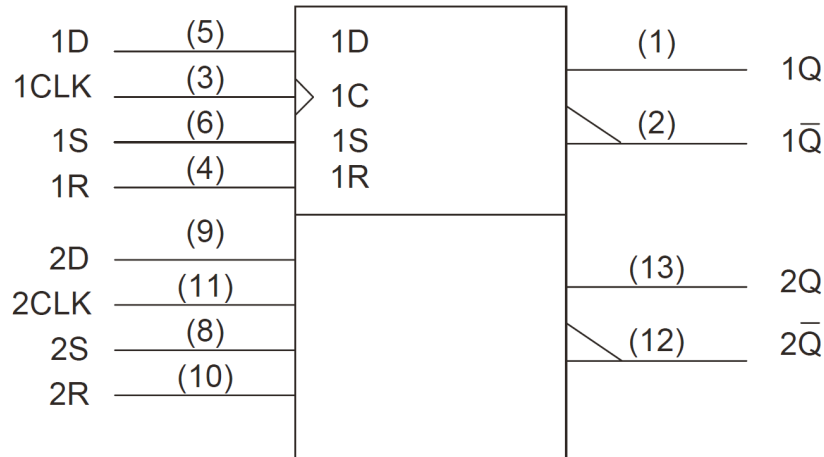 1D (5) 1D (1) 1Q
1CLK (3) 1C
1S (6) 1S (2) 1Q̅
1R (4) 1R
2D (9)
2CLK (11) (13) 2Q
2S (8) (12) 2Q̅
2R (10)